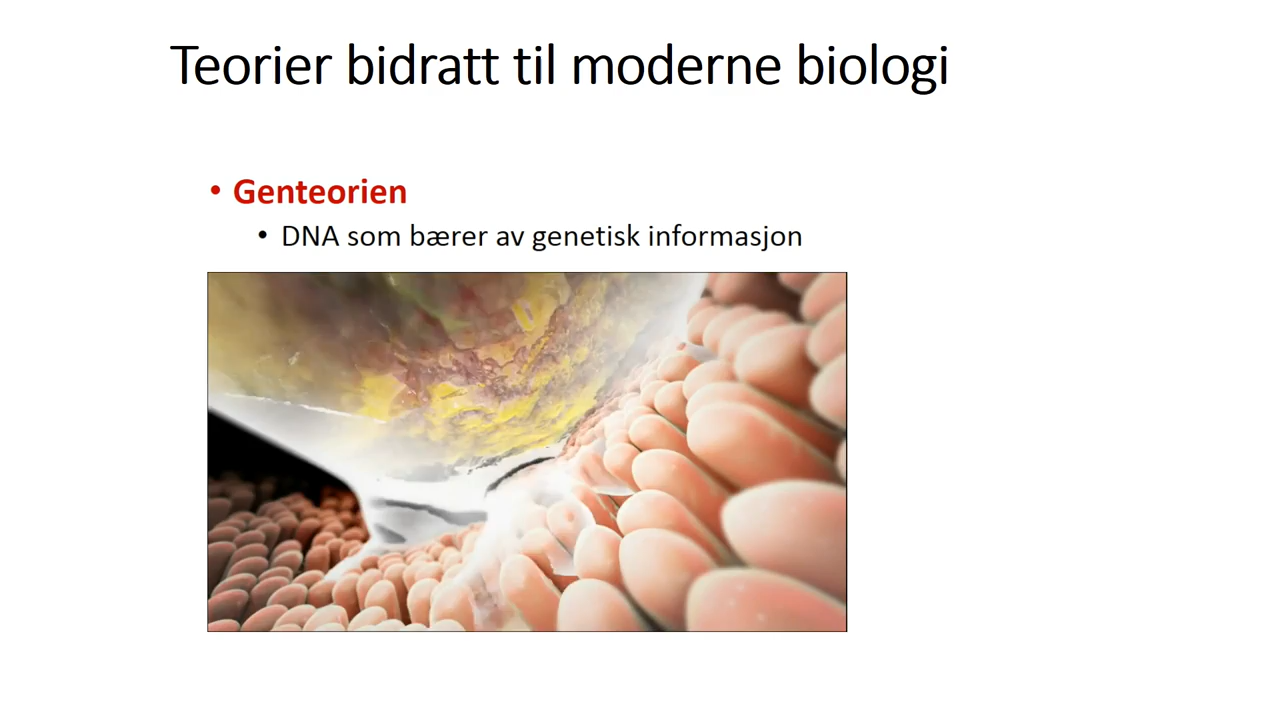 Teorier bidratt til moderne biologi
• Genteorien
• DNA som bærer av genetisk informasjon